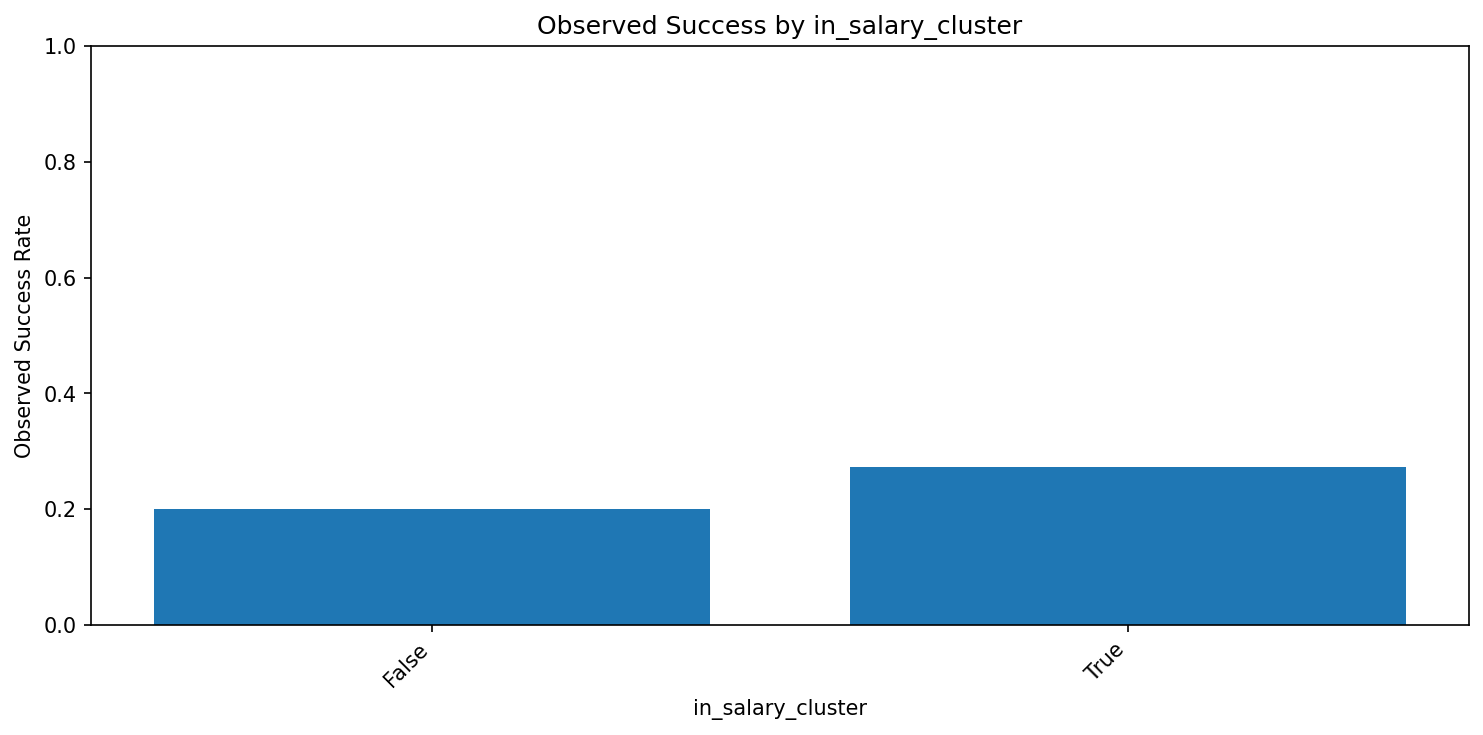 Observed Success by in_salary_cluster
1.0
0.8
0.6
0.4
0.2
0.0
Observed Success Rate
False
True
in_salary_cluster